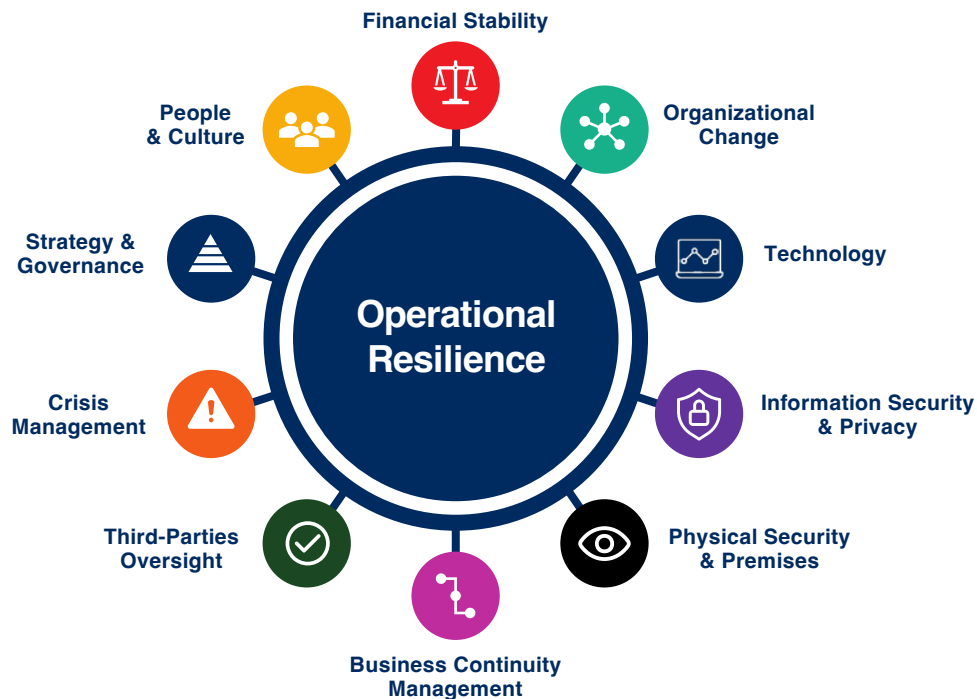 Financial Stability
Organizational
Change
Technology
Information Security
& Privacy
Physical Security
& Premises
Business Continuity
Management
Third-Parties
Oversight
Crisis
Management
Strategy &
Governance
People
& Culture
Operational
Resilience